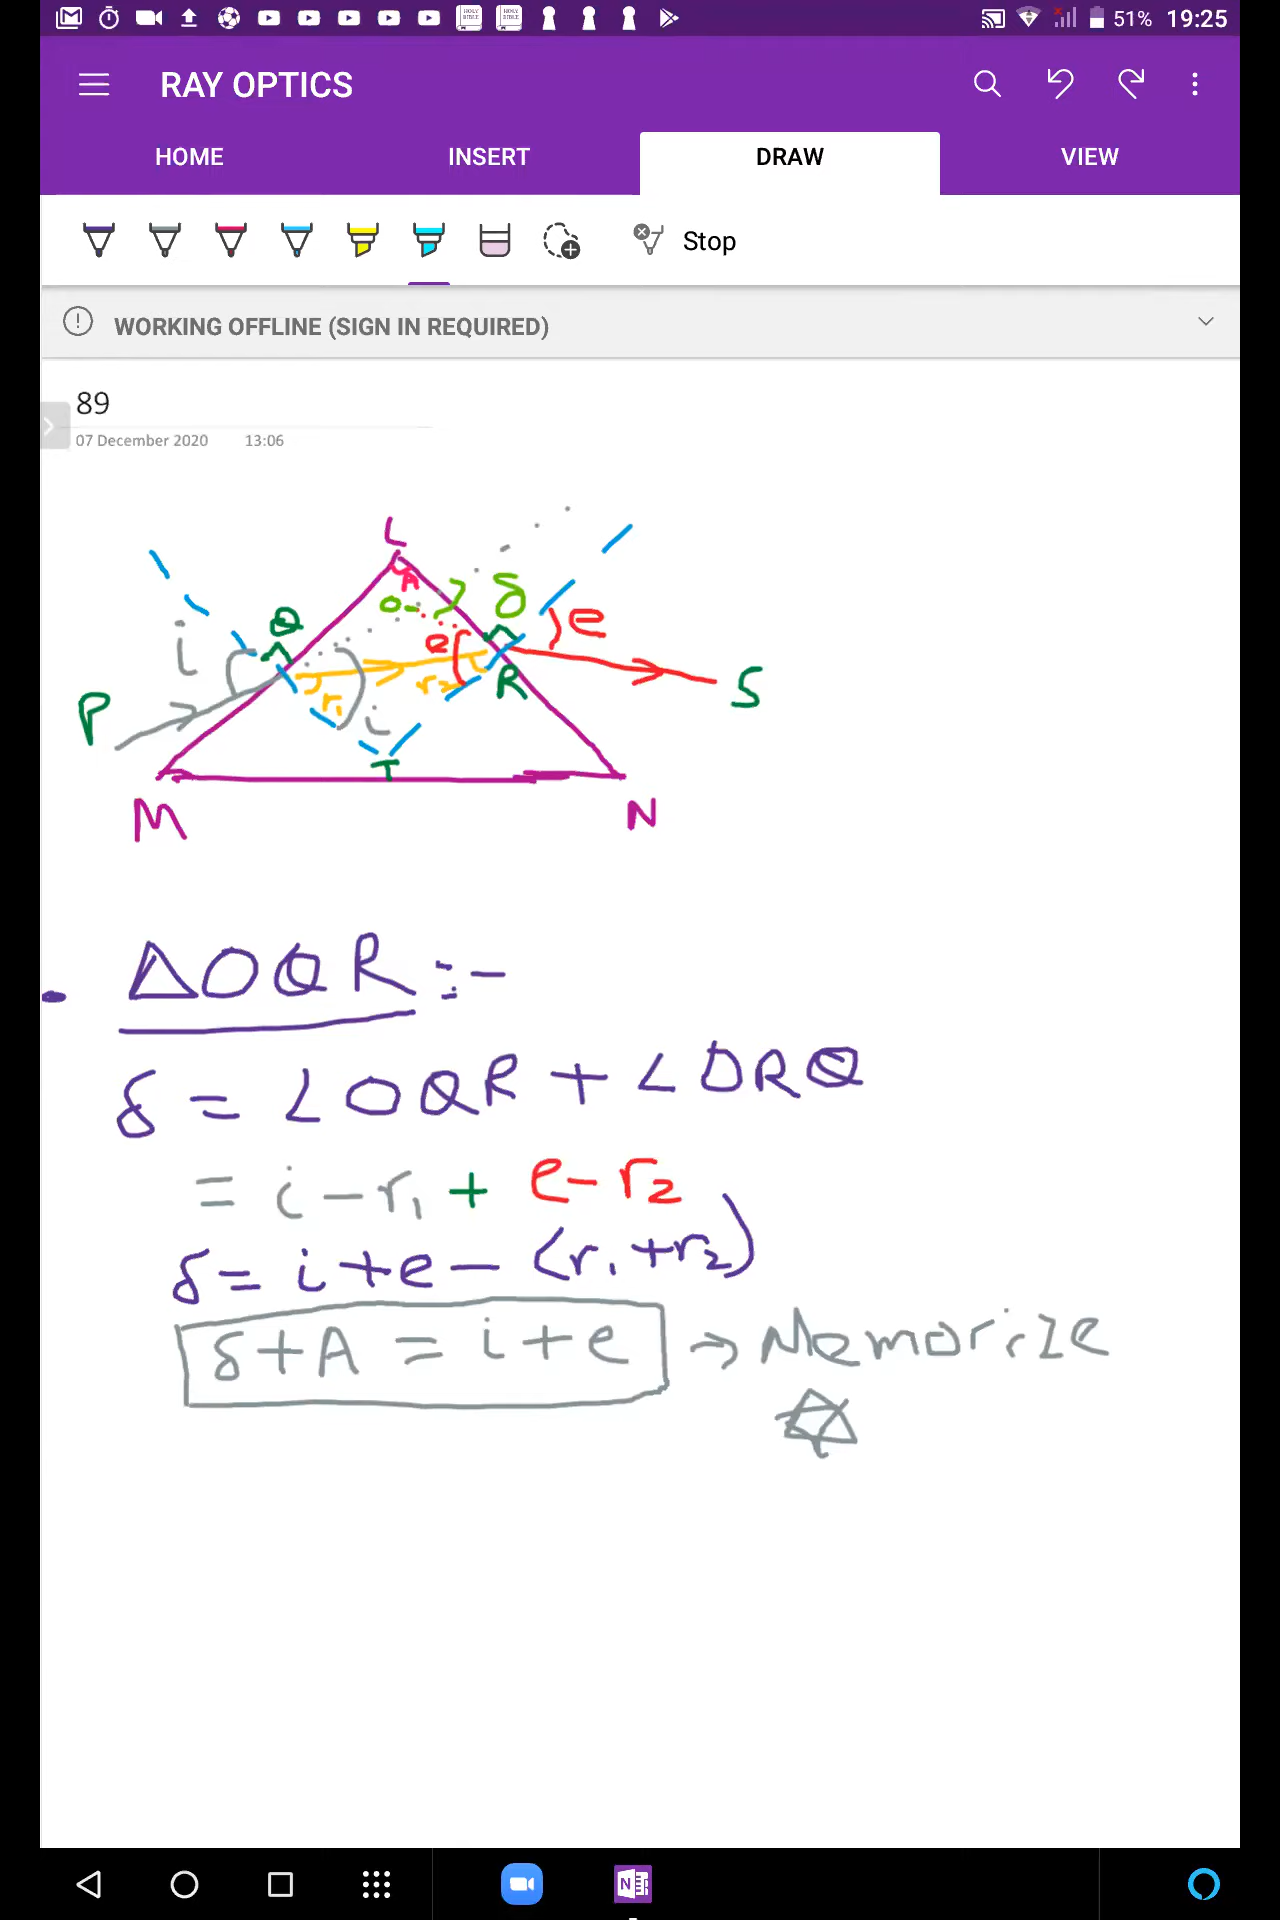 51% 19:25
RAY OPTICS
HOME INSERT DRAW VIEW
Stop
WORKING OFFLINE (SIGN IN REQUIRED)
89
07 December 2020 13:06
L
A
Q O δ e
i e
P r₁ r₂ R S
i
T
M N
ΔOQR :-
δ = ∠OQR + ∠ORQ
= i - r₁ + e - r₂
δ = i + e - (r₁ + r₂)
δ + A = i + e → Memorize